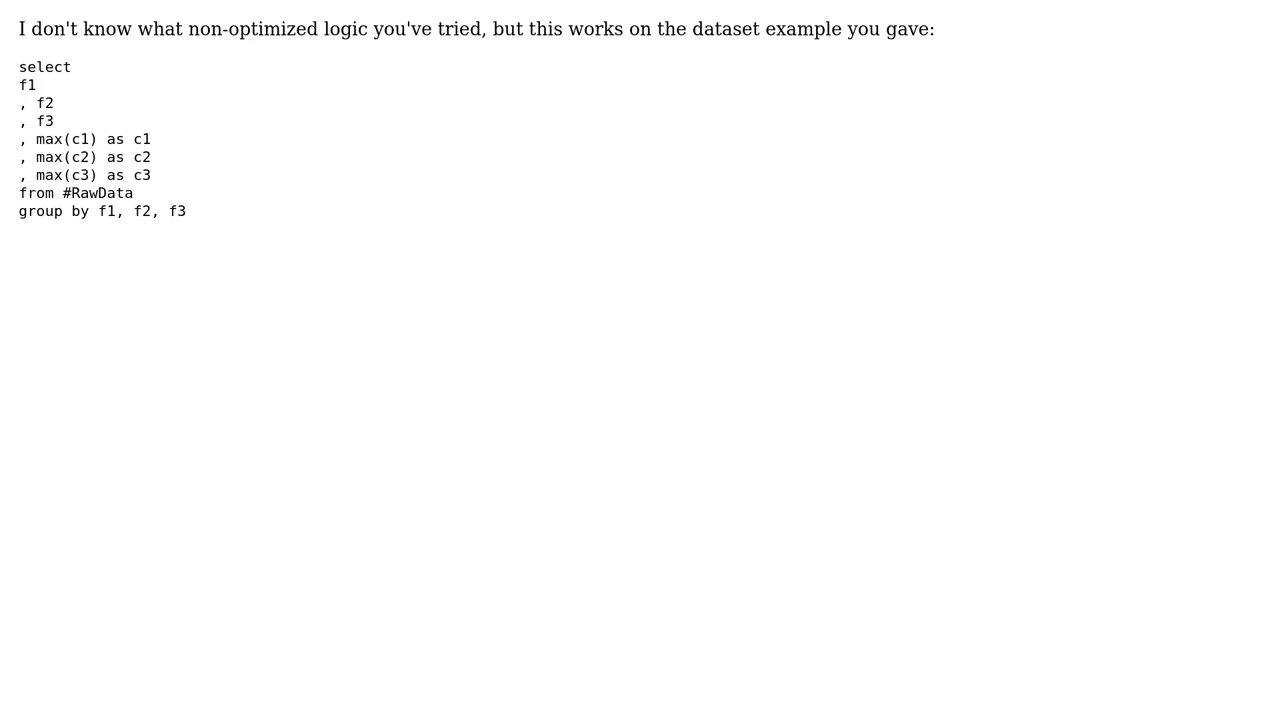 I don't know what non-optimized logic you've tried, but this works on the dataset example you gave:
select
f1
, f2
, f3
, max(c1) as c1
, max(c2) as c2
, max(c3) as c3
from #RawData
group by f1, f2, f3